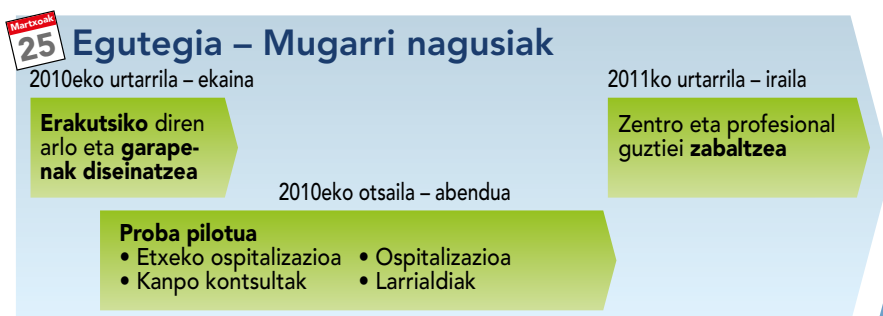 Martxoak
25
Egutegia – Mugarri nagusiak
2010eko urtarrila – ekaina
Erakutsiko diren
arlo eta garape-
nak diseinatzea
2010eko otsaila – abendua
Proba pilotua
• Etxeko ospitalizazioa • Ospitalizazioa
• Kanpo kontsultak • Larrialdiak
2011ko urtarrila – iraila
Zentro eta profesional
guztiei zabaltzea